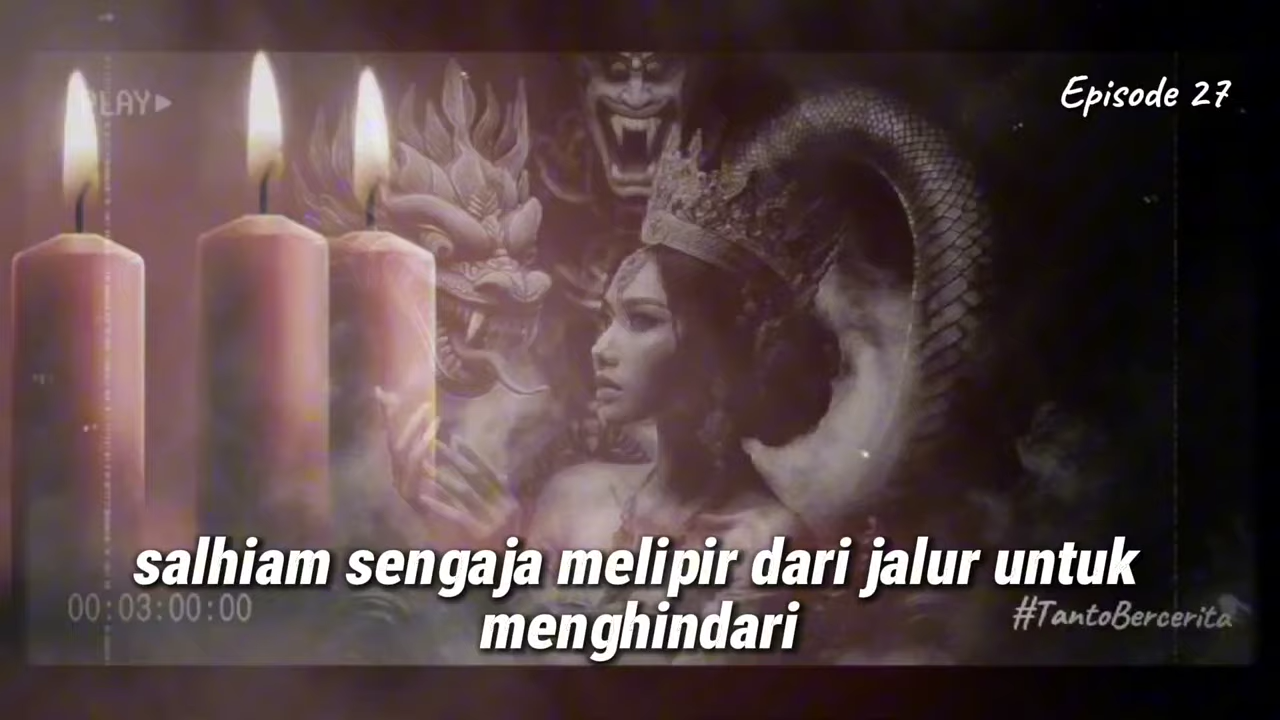 PLAY
Episode 27
salhiam sengaja melipir dari jalur untuk
menghindari
00:03:00:00
#TantoBercerita